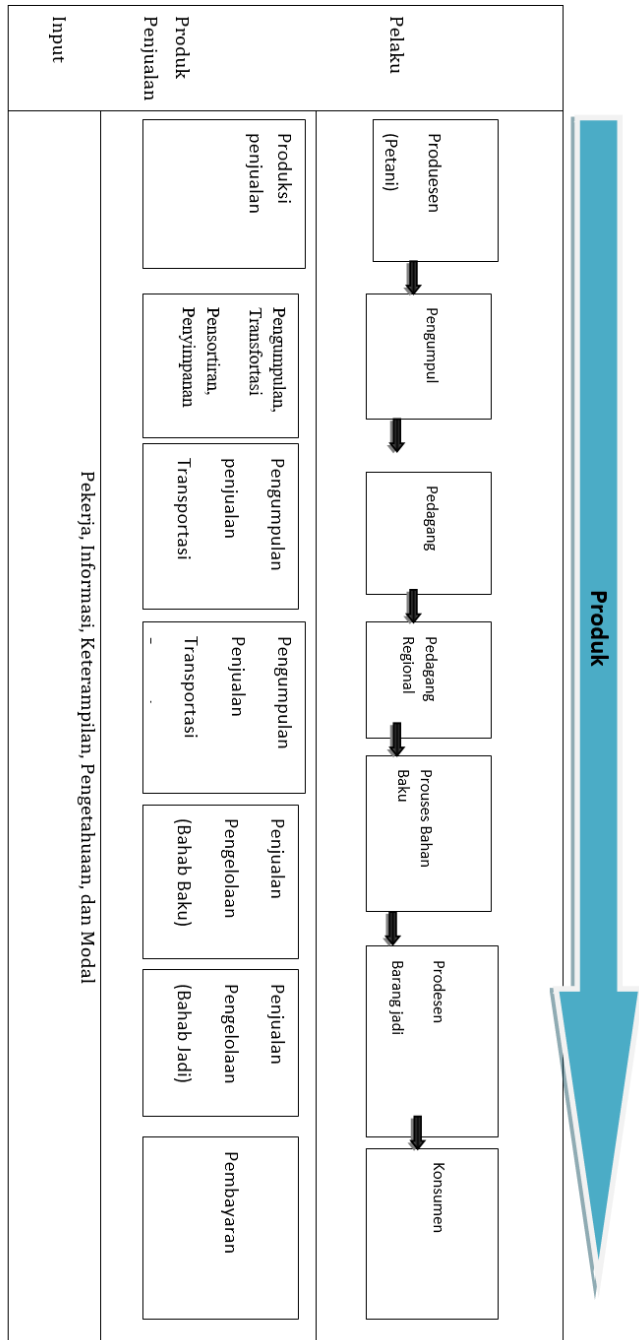 Produk
Pelaku
Produesen
(Petani)
Pengumpul
Pedagang
Pedagang
Regional
Prouses Bahan
Baku
Prodesen
Barang jadi
Konsumen
Produk
Penjualan
Produksi
penjualan
Pengumpulan,
Transfortasi
Pensortiran,
Penyimpanan
Pengumpulan
penjualan
Transportasi
Pengumpulan
Penjualan
Transportasi
-
Penjualan
Pengelolaan
(Bahab Baku)
Penjualan
Pengelolaan
(Bahab Jadi)
Pembayaran
Input
Pekerja, Informasi, Keterampilan, Pengetahuaan, dan Modal